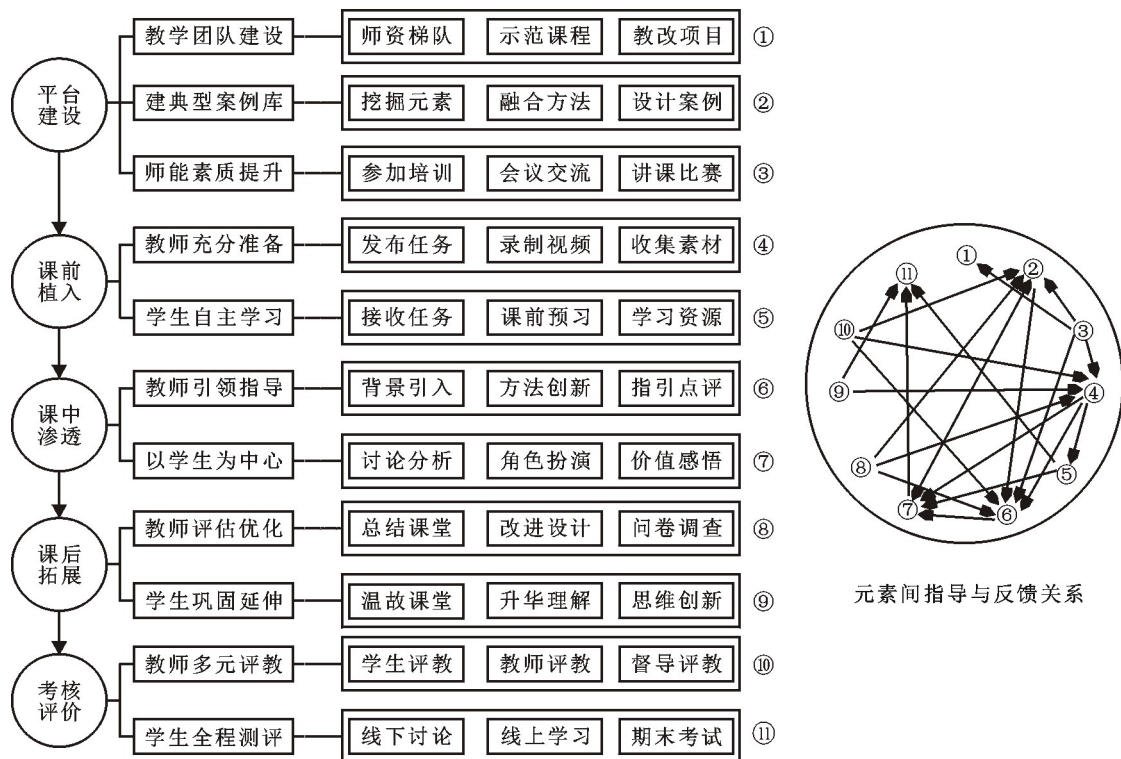 教学团队建设 师资梯队 示范课程 教改项目 ①
平台
建设
建典型案例库 挖掘元素 融合方法 设计案例 ②
师能素质提升 参加培训 会议交流 讲课比赛 ③
教师充分准备 发布任务 录制视频 收集素材 ④
课前
植入
学生自主学习 接收任务 课前预习 学习资源 ⑤
教师引领指导 背景引入 方法创新 指引点评 ⑥
课中
渗透
以学生为中心 讨论分析 角色扮演 价值感悟 ⑦
教师评估优化 总结课堂 改进设计 问卷调查 ⑧
课后
拓展
学生巩固延伸 温故课堂 升华理解 思维创新 ⑨
教师多元评教 学生评教 教师评教 督导评教 ⑩
考核
评价
学生全程测评 线下讨论 线上学习 期末考试 ⑪
①
②
⑪
③
⑩
④
⑨
⑤
⑧
⑦
⑥
元素间指导与反馈关系